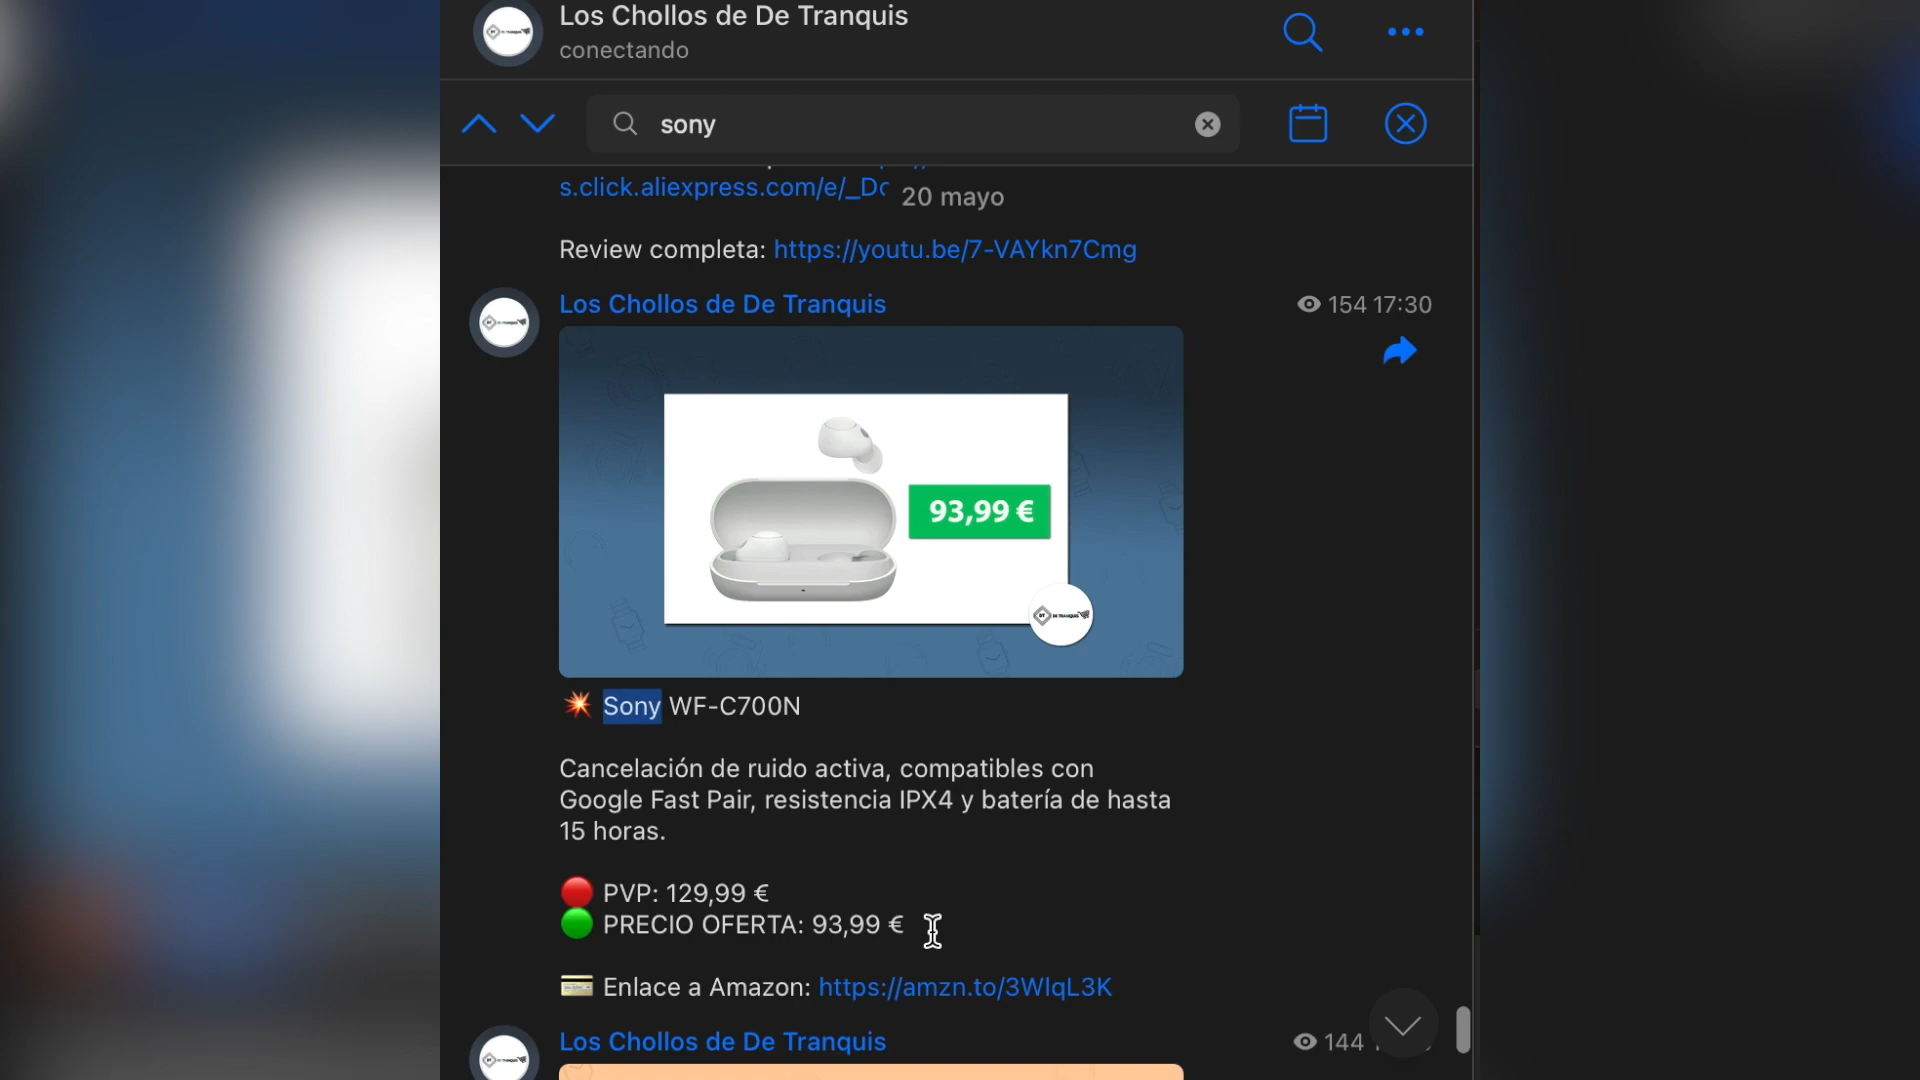 Los Chollos de De Tranquis
conectando
sony
s.click.aliexpress.com/e/_Dc
20 mayo
Review completa: https://youtu.be/7-VAYkn7Cmg
Los Chollos de De Tranquis
154 17:30
93,99 €
DE TRANQUIS
Sony WF-C700N
Cancelación de ruido activa, compatibles con
Google Fast Pair, resistencia IPX4 y batería de hasta
15 horas.
PVP: 129,99 €
PRECIO OFERTA: 93,99 €
Enlace a Amazon: https://amzn.to/3WlqL3K
Los Chollos de De Tranquis
144